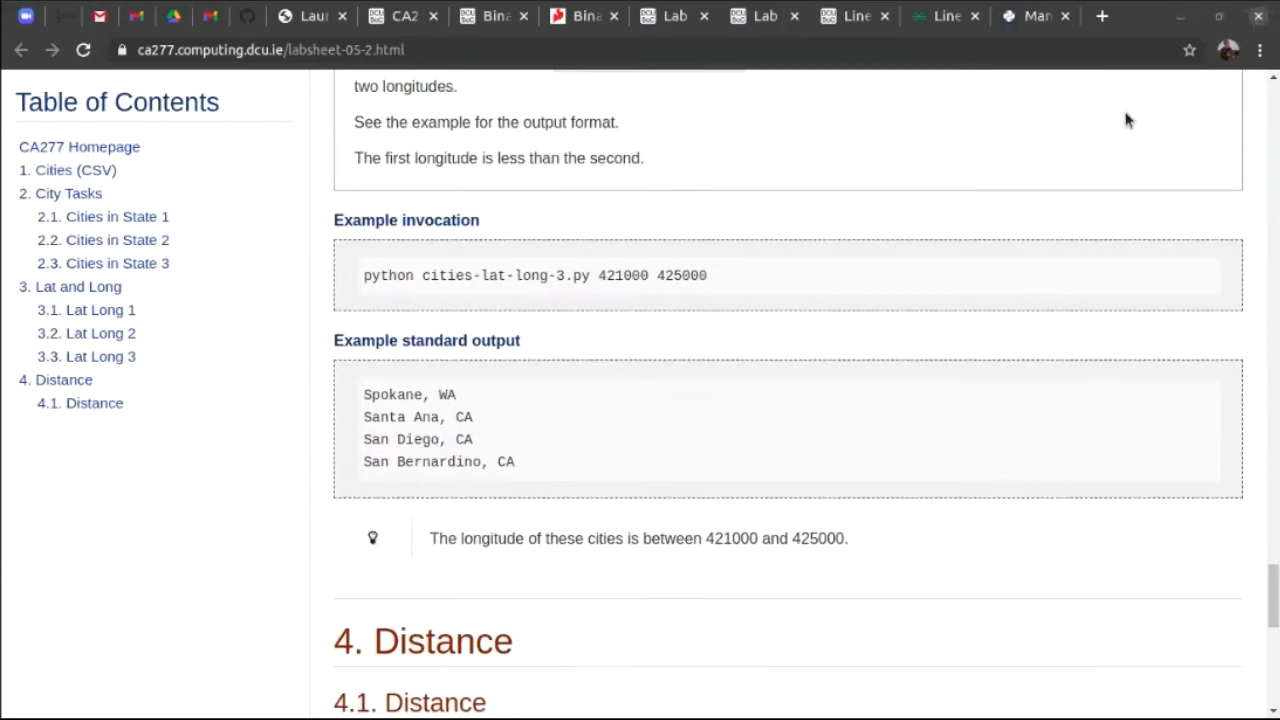 Laur
CA2
Bina
Bina
Lab
Lab
Line
Line
Mar
ca277.computing.dcu.ie/labsheet-05-2.html
Table of Contents
CA277 Homepage
1. Cities (CSV)
2. City Tasks
2.1. Cities in State 1
2.2. Cities in State 2
2.3. Cities in State 3
3. Lat and Long
3.1. Lat Long 1
3.2. Lat Long 2
3.3. Lat Long 3
4. Distance
4.1. Distance
two longitudes.
See the example for the output format.
The first longitude is less than the second.
Example invocation
python cities-lat-long-3.py 421000 425000
Example standard output
Spokane, WA
Santa Ana, CA
San Diego, CA
San Bernardino, CA
The longitude of these cities is between 421000 and 425000.
4. Distance
4.1. Distance